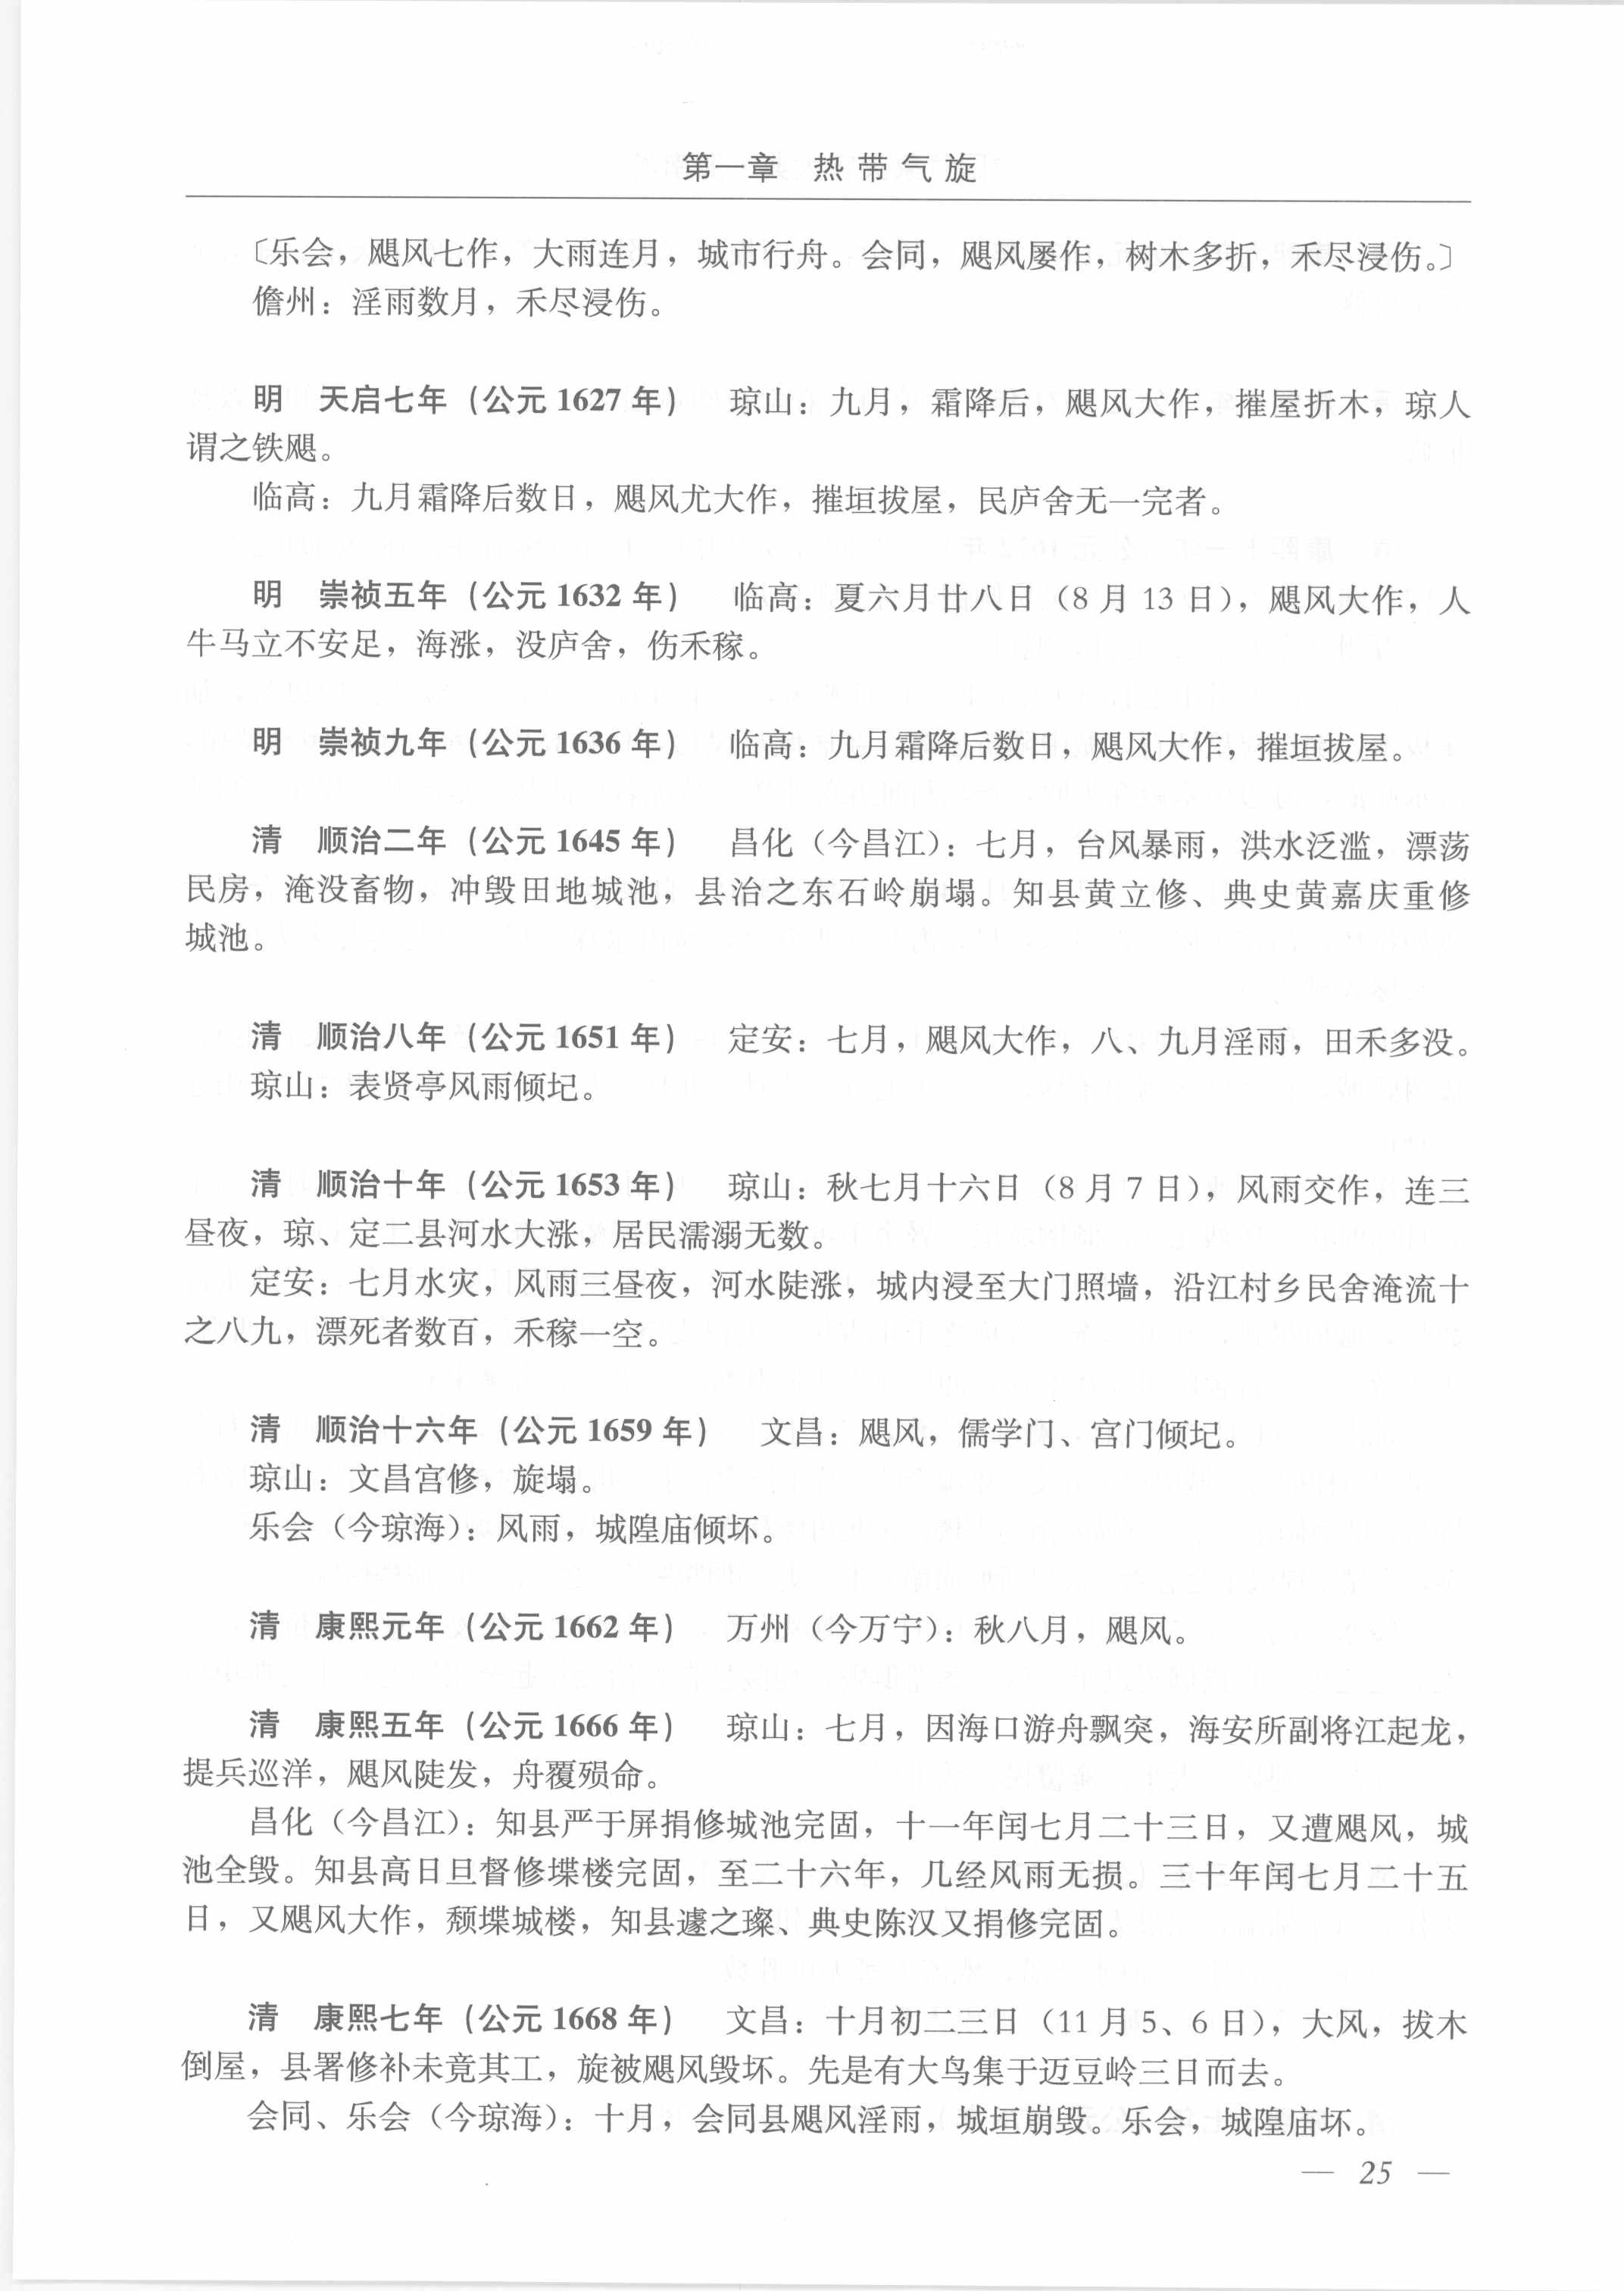 第一章　热带气旋
〔乐会，飓风七作，大雨连月，城市行舟。会同，飓风屡作，树木多折，禾尽浸伤。〕
儋州：淫雨数月，禾尽浸伤。
明　天启七年（公元 1627 年）　琼山：九月，霜降后，飓风大作，摧屋折木，琼人
谓之铁飓。
临高：九月霜降后数日，飓风尤大作，摧垣拔屋，民庐舍无一完者。
明　崇祯五年（公元 1632 年）　临高：夏六月廿八日（8 月 13 日），飓风大作，人
牛马立不安足，海涨，没庐舍，伤禾稼。
明　崇祯九年（公元 1636 年）　临高：九月霜降后数日，飓风大作，摧垣拔屋。
清　顺治二年（公元 1645 年）　昌化（今昌江）：七月，台风暴雨，洪水泛滥，漂荡
民房，淹没畜物，冲毁田地城池，县治之东石岭崩塌。知县黄立修、典史黄嘉庆重修
城池。
清　顺治八年（公元 1651 年）　定安：七月，飓风大作，八、九月淫雨，田禾多没。
琼山：表贤亭风雨倾圮。
清　顺治十年（公元 1653 年）　琼山：秋七月十六日（8 月 7 日），风雨交作，连三
昼夜，琼、定二县河水大涨，居民濡溺无数。
定安：七月水灾，风雨三昼夜，河水陡涨，城内浸至大门照墙，沿江村乡民舍淹流十
之八九，漂死者数百，禾稼一空。
清　顺治十六年（公元 1659 年）　文昌：飓风，儒学门、宫门倾圮。
琼山：文昌宫修，旋塌。
乐会（今琼海）：风雨，城隍庙倾坏。
清　康熙元年（公元 1662 年）　万州（今万宁）：秋八月，飓风。
清　康熙五年（公元 1666 年）　琼山：七月，因海口游舟飘突，海安所副将江起龙，
提兵巡洋，飓风陡发，舟覆殒命。
昌化（今昌江）：知县严于屏捐修城池完固，十一年闰七月二十三日，又遭飓风，城
池全毁。知县高日旦督修堞楼完固，至二十六年，几经风雨无损。三十年闰七月二十五
日，又飓风大作，颓堞城楼，知县遽之璨、典史陈汉又捐修完固。
清　康熙七年（公元 1668 年）　文昌：十月初二三日（11 月 5、6 日），大风，拔木
倒屋，县署修补未竟其工，旋被飓风毁坏。先是有大鸟集于迈豆岭三日而去。
会同、乐会（今琼海）：十月，会同县飓风淫雨，城垣崩毁。乐会，城隍庙坏。
— 25 —